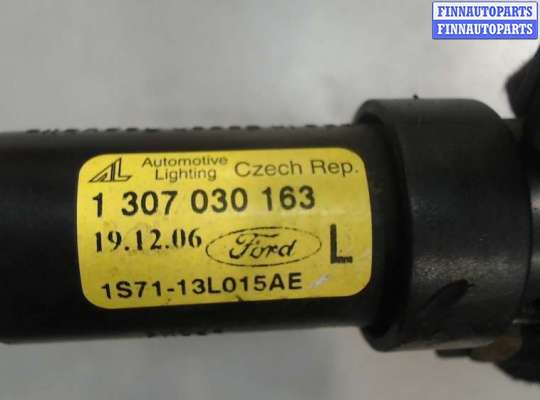 FINNAUTOPARTS
FINNAUTOPARTS
AL Automotive Lighting Czech Rep.
1 307 030 163
19.12.06 Ford L
1S71-13L015AE